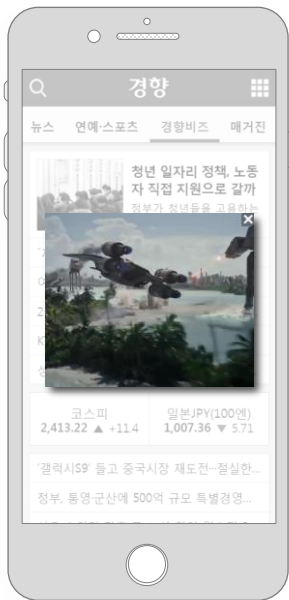 경향
뉴스 연예·스포츠 경향비즈 매거진
청년 일자리 정책, 노동
자 직접 지원으로 갈까
정부가 청년들을 고용하는
코스피 일본JPY(100엔)
2,413.22 ▲ +11.4 1,007.36 ▼ 5.71
'갤럭시S9' 들고 중국시장 재도전…절실한...
정부, 통영·군산에 500억 규모 특별경영...